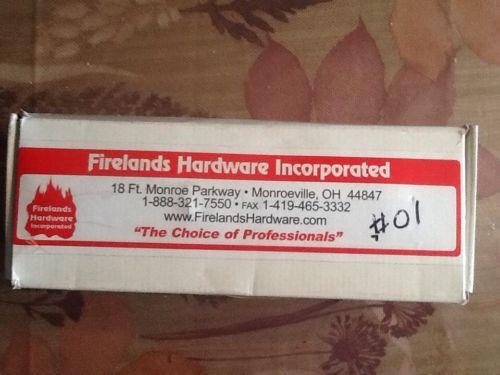 Firelands Hardware Incorporated
18 Ft. Monroe Parkway • Monroeville, OH 44847
1-888-321-7550 • FAX 1-419-465-3332
www.FirelandsHardware.com
"The Choice of Professionals"
Firelands
Hardware
Incorporated
#01